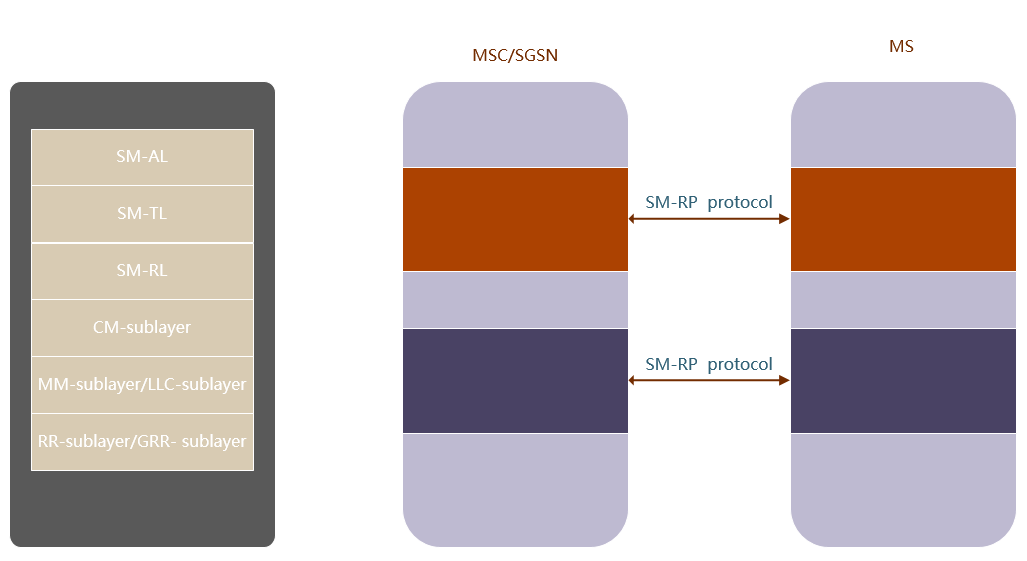 MSC/SGSN
MS
SM-AL
SM-TL
SM-RL
CM-sublayer
MM-sublayer/LLC-sublayer
RR-sublayer/GRR- sublayer
SM-RP  protocol
SM-RP  protocol